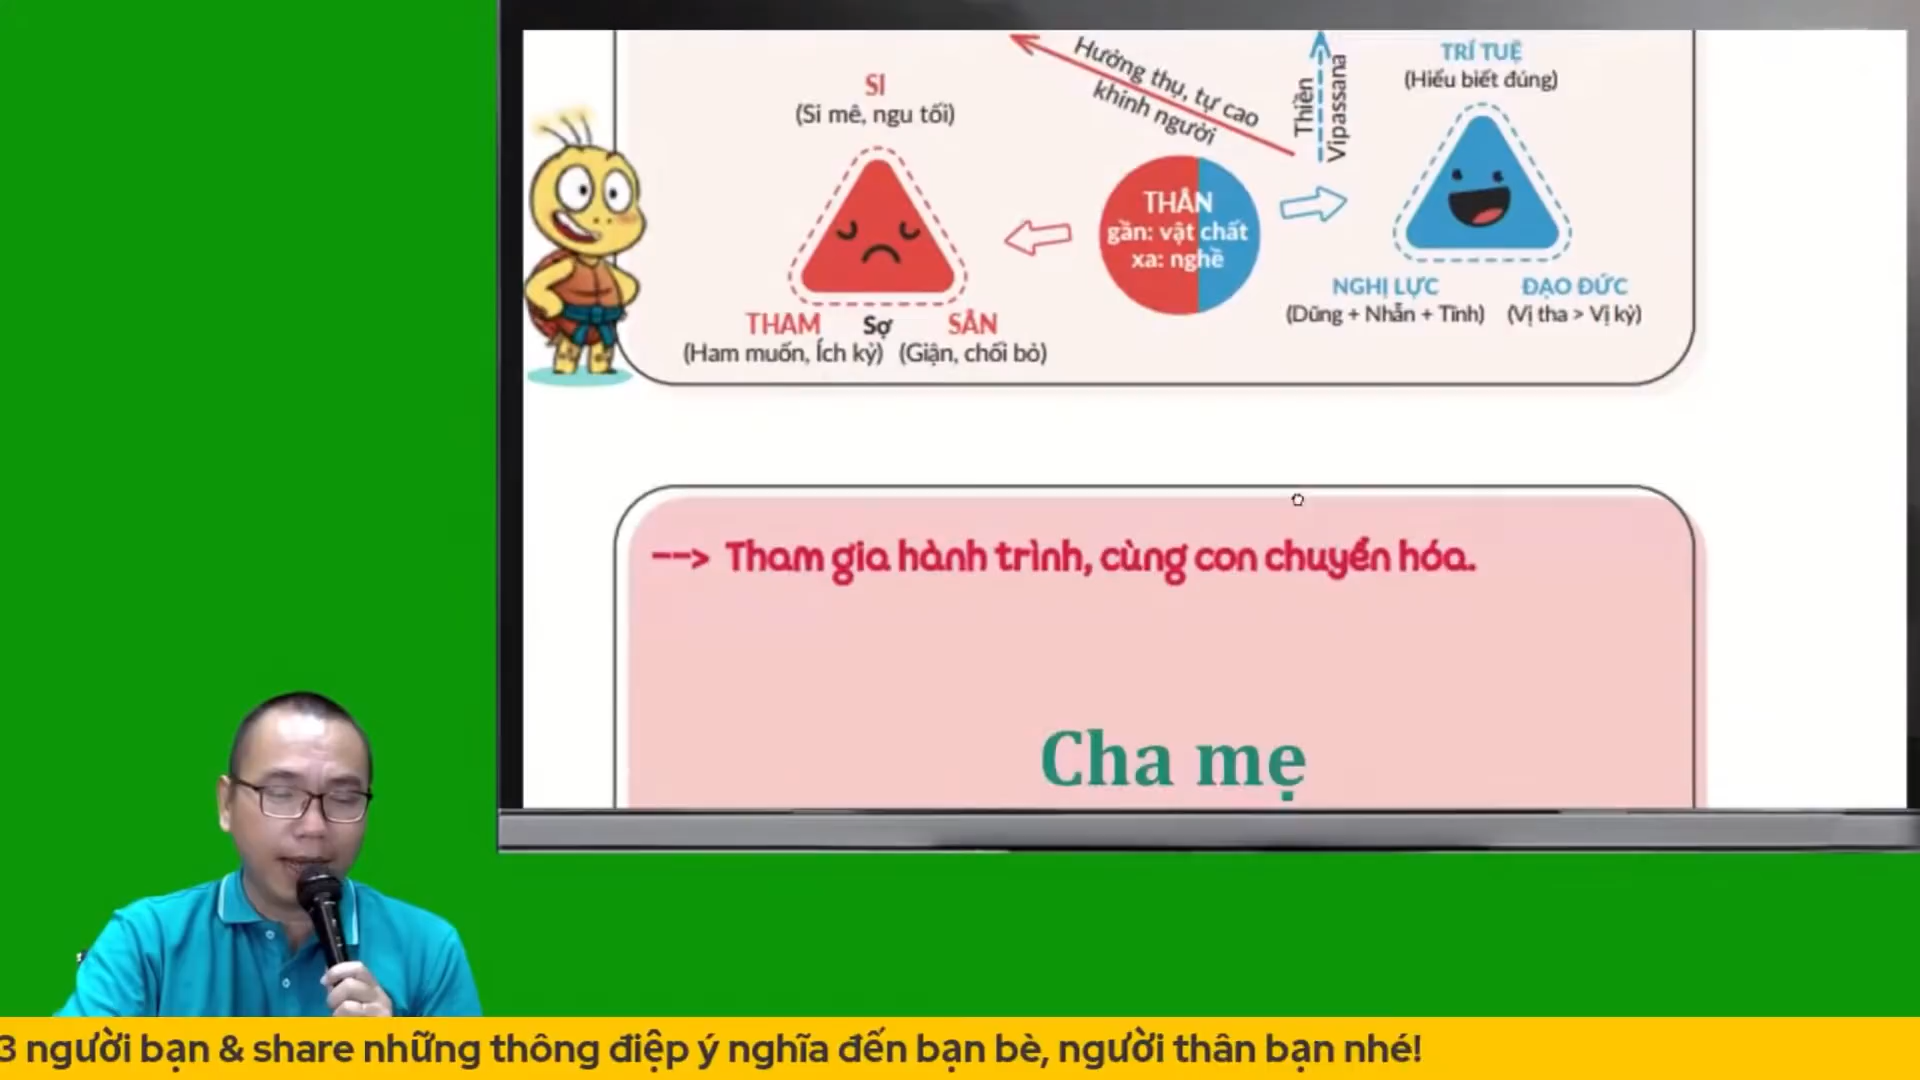 Hưởng thụ, tự cao
khinh người
Thiền
Vipassana
TRÍ TUỆ
(Hiểu biết đúng)
SI
(Si mê, ngu tối)
THÂN
gần: vật chất
xa: nghề
NGHỊ LỰC
(Dũng + Nhẫn + Tĩnh)
ĐẠO ĐỨC
(Vị tha > Vị kỷ)
THAM
Sợ
SÂN
(Ham muốn, Ích kỷ)
(Giận, chối bỏ)
--> Tham gia hành trình, cùng con chuyển hóa.
Cha mẹ
3 người bạn & share những thông điệp ý nghĩa đến bạn bè, người thân bạn nhé!